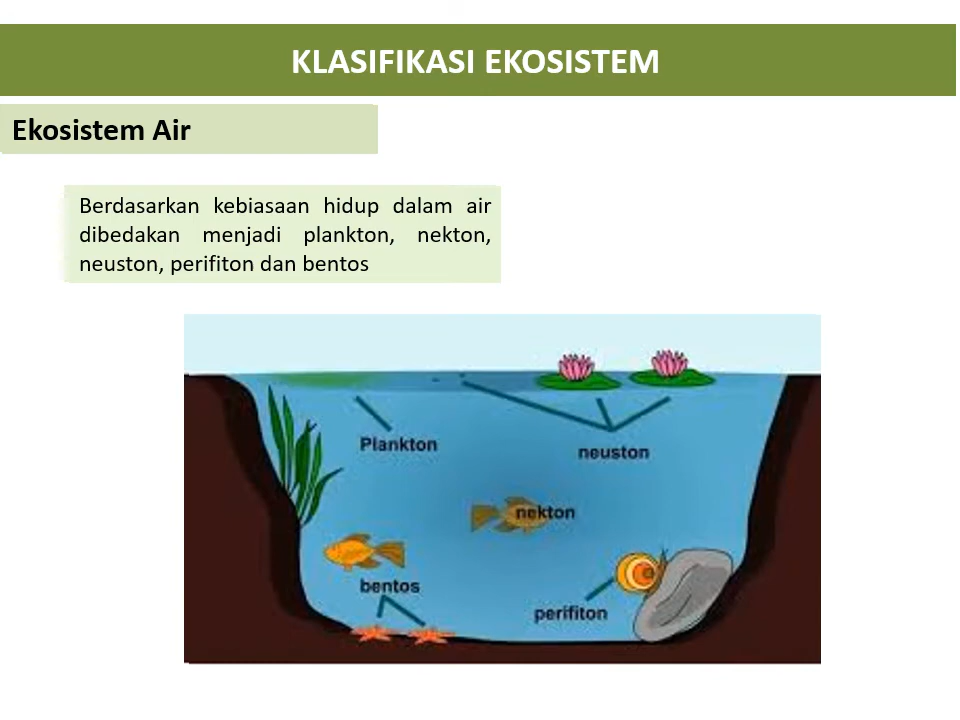 KLASIFIKASI EKOSISTEM
Ekosistem Air
Berdasarkan kebiasaan hidup dalam air
dibedakan menjadi plankton, nekton,
neuston, perifiton dan bentos
Plankton
neuston
nekton
bentos
perifiton